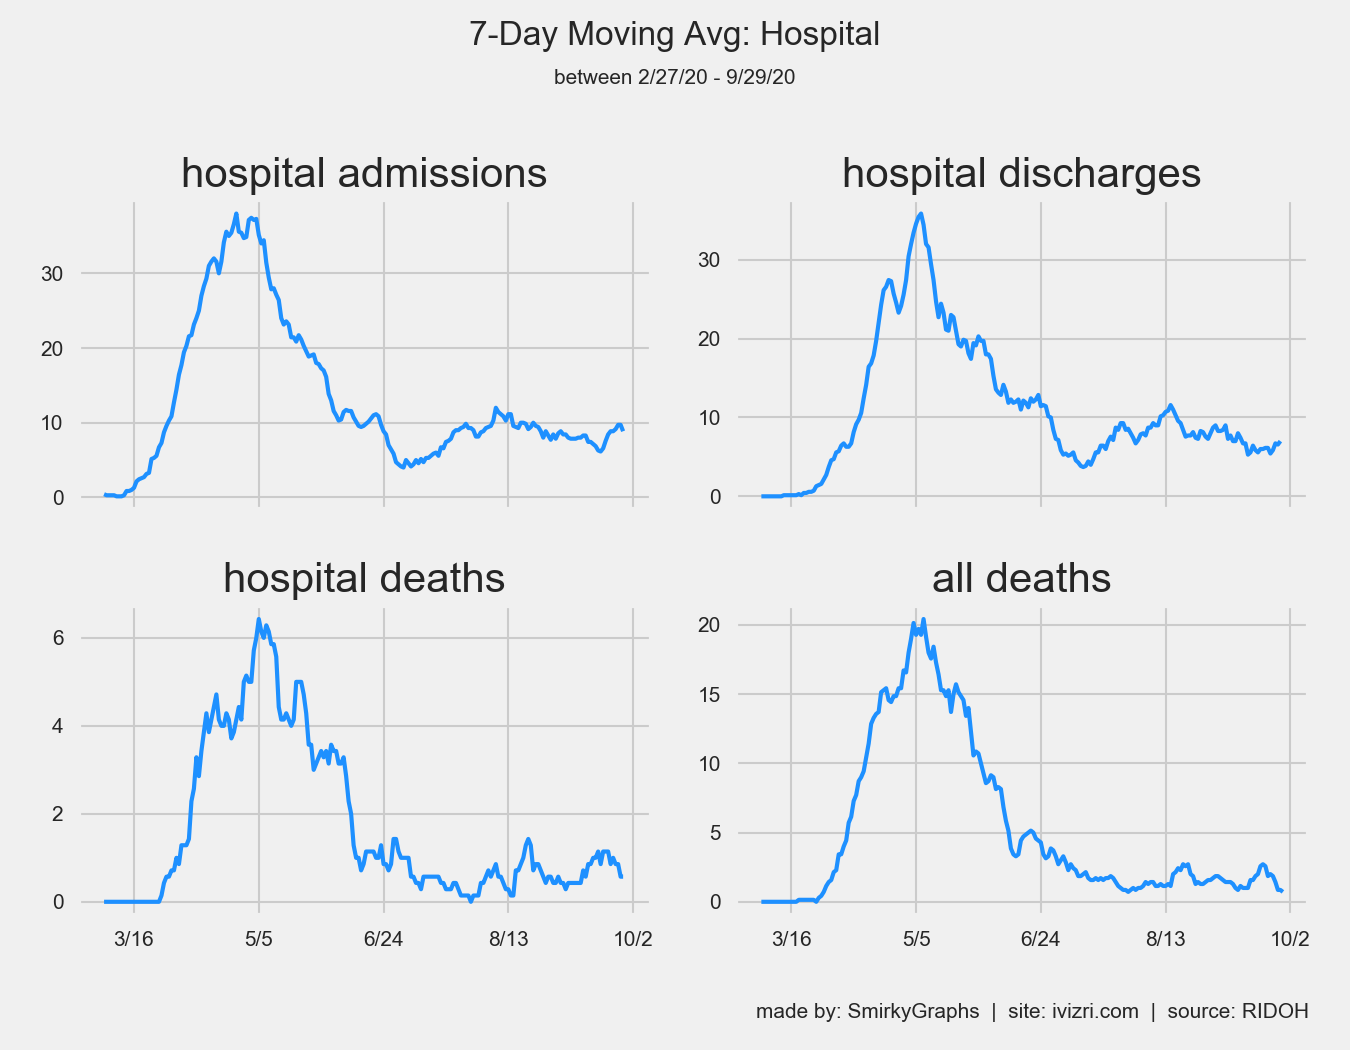 7-Day Moving Avg: Hospital
between 2/27/20 - 9/29/20
hospital admissions
30
20
10
0
hospital discharges
30
20
10
0
hospital deaths
6
4
2
0
3/16 5/5 6/24 8/13 10/2
all deaths
20
15
10
5
0
3/16 5/5 6/24 8/13 10/2
made by: SmirkyGraphs | site: ivizri.com | source: RIDOH